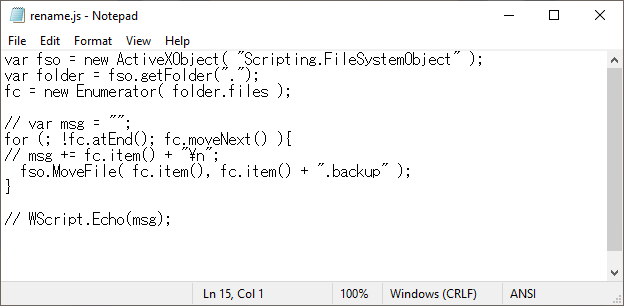 rename.js - Notepad
File Edit Format View Help
var fso = new ActiveXObject( "Scripting.FileSystemObject" );
var folder = fso.getFolder(".");
fc = new Enumerator( folder.files );

// var msg = "";
for (; !fc.atEnd(); fc.moveNext() ){
// msg += fc.item() + "¥n";
  fso.MoveFile( fc.item(), fc.item() + ".backup" );
}

// WScript.Echo(msg);
Ln 15, Col 1 100% Windows (CRLF) ANSI